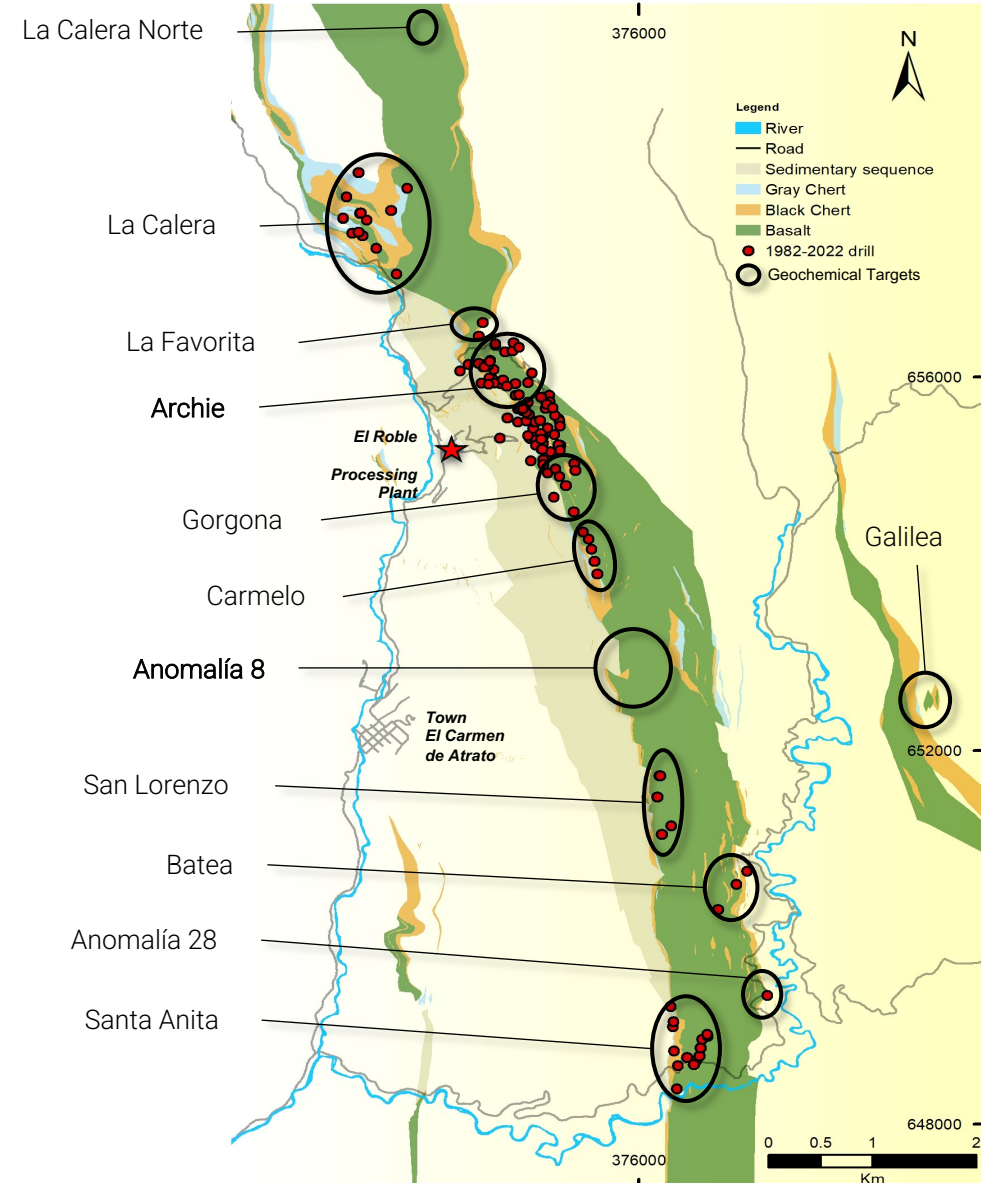 La Calera Norte
376000
N
Legend
River
Road
Sedimentary sequence
Gray Chert
Black Chert
Basalt
1982-2022 drill
Geochemical Targets
La Calera
La Favorita
656000
Archie
El Roble
Processing
Plant
Gorgona
Galilea
Carmelo
Anomalía 8
Town
El Carmen
de Atrato
652000
San Lorenzo
Batea
Anomalía 28
Santa Anita
648000
0 0.5 1 2
Km
376000